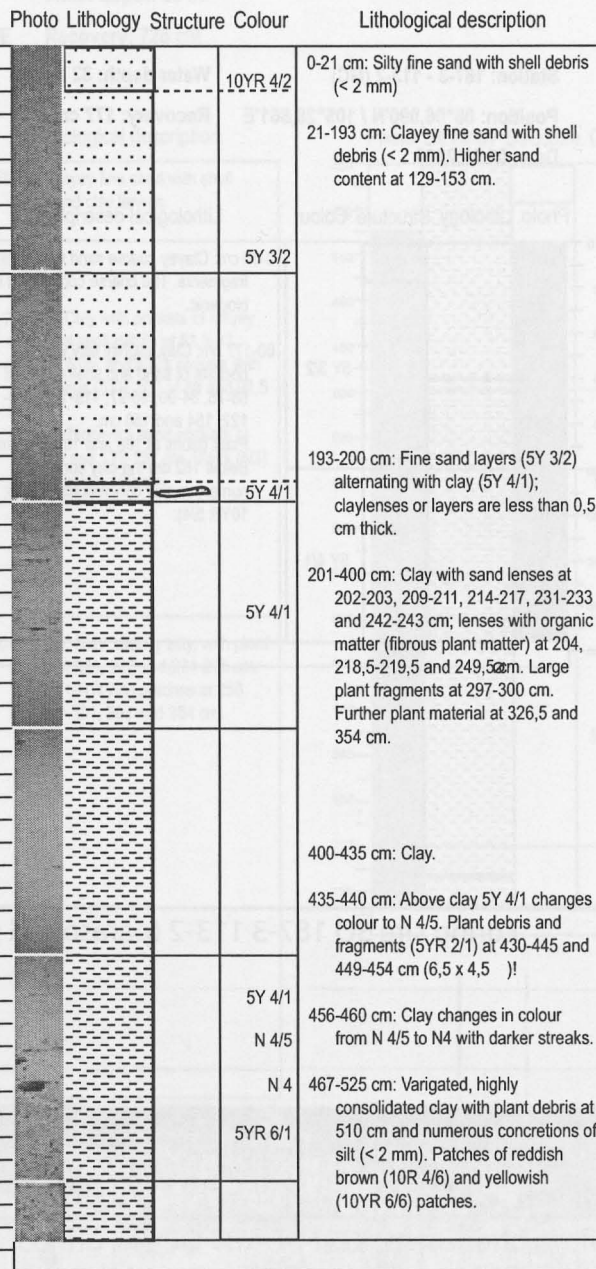 Photo Lithology Structure Colour Lithological description
10YR 4/2
5Y 3/2
5Y 4/1
5Y 4/1
5Y 4/1
N 4/5
N 4
5YR 6/1
0-21 cm: Silty fine sand with shell debris
(< 2 mm)
21-193 cm: Clayey fine sand with shell
debris (< 2 mm). Higher sand
content at 129-153 cm.
193-200 cm: Fine sand layers (5Y 3/2)
alternating with clay (5Y 4/1);
claylenses or layers are less than 0,5
cm thick.
201-400 cm: Clay with sand lenses at
202-203, 209-211, 214-217, 231-233
and 242-243 cm; lenses with organic
matter (fibrous plant matter) at 204,
218,5-219,5 and 249,5 cm. Large
plant fragments at 297-300 cm.
Further plant material at 326,5 and
354 cm.
400-435 cm: Clay.
435-440 cm: Above clay 5Y 4/1 changes
colour to N 4/5. Plant debris and
fragments (5YR 2/1) at 430-445 and
449-454 cm (6,5 x 4,5 )!
456-460 cm: Clay changes in colour
from N 4/5 to N4 with darker streaks.
467-525 cm: Varigated, highly
consolidated clay with plant debris at
510 cm and numerous concretions of
silt (< 2 mm). Patches of reddish
brown (10R 4/6) and yellowish
(10YR 6/6) patches.